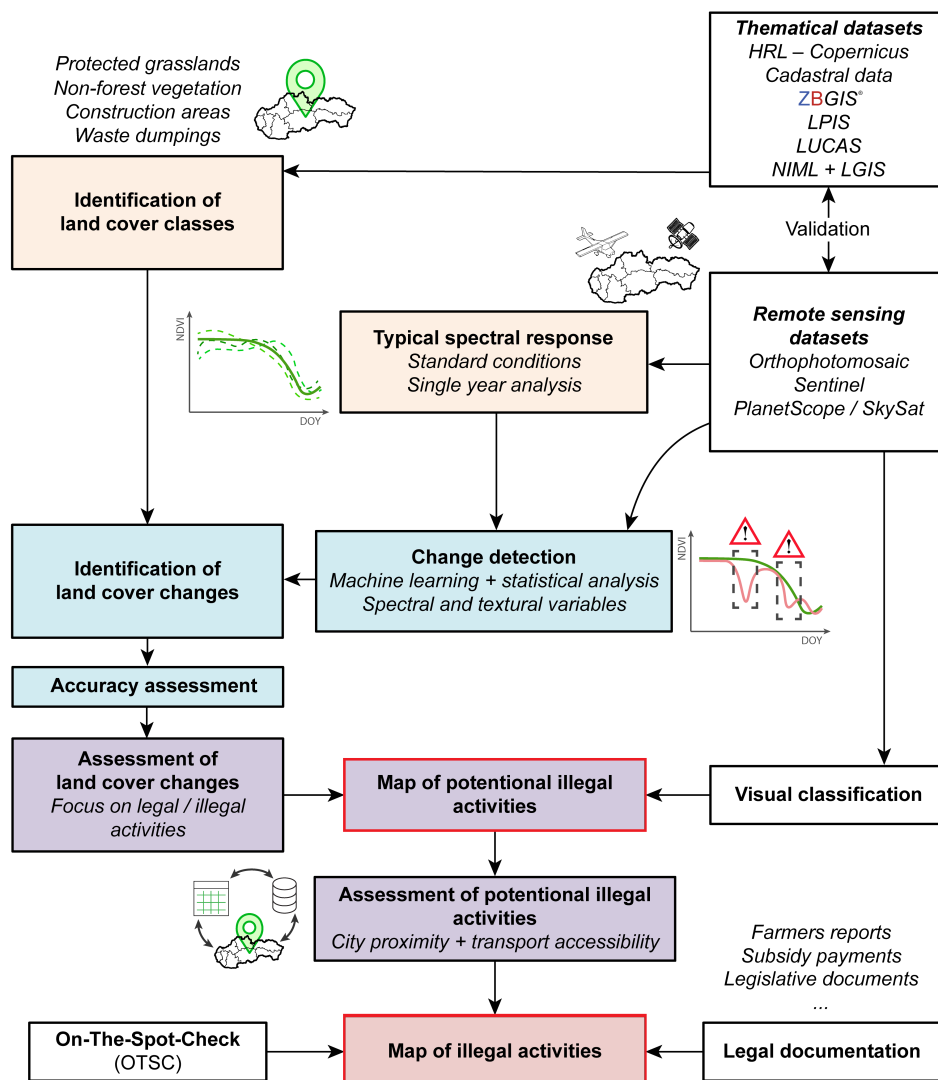 Thematical datasets
HRL – Copernicus
Cadastral data
ZBGIS®
LPIS
LUCAS
NIML + LGIS
Protected grasslands
Non-forest vegetation
Construction areas
Waste dumpings
Identification of
land cover classes
Validation
Remote sensing
datasets
Orthophotomosaic
Sentinel
PlanetScope / SkySat
Typical spectral response
Standard conditions
Single year analysis
NDVI
DOY
Identification of
land cover changes
Change detection
Machine learning + statistical analysis
Spectral and textural variables
NDVI
!
!
DOY
Accuracy assessment
Assessment of
land cover changes
Focus on legal / illegal
activities
Map of potentional illegal
activities
Visual classification
Assessment of potentional illegal
activities
City proximity + transport accessibility
Farmers reports
Subsidy payments
Legislative documents
...
On-The-Spot-Check
(OTSC)
Map of illegal activities
Legal documentation